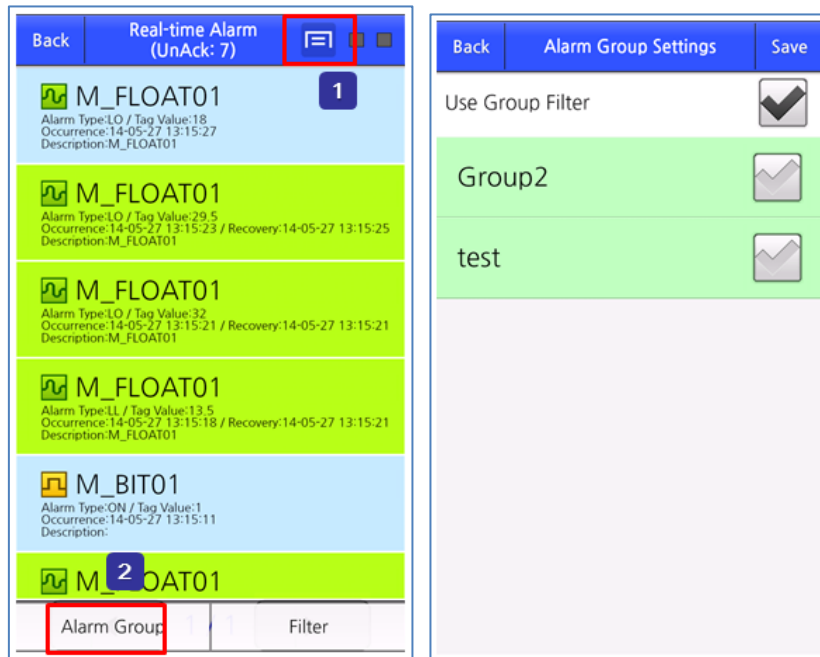 Back
Real-time Alarm
(UnAck: 7)
1
M_FLOAT01
Alarm Type:LO / Tag Value:18
Occurrence:14-05-27 13:15:27
Description:M_FLOAT01
M_FLOAT01
Alarm Type:LO / Tag Value:29.5
Occurrence:14-05-27 13:15:23 / Recovery:14-05-27 13:15:25
Description:M_FLOAT01
M_FLOAT01
Alarm Type:LO / Tag Value:32
Occurrence:14-05-27 13:15:21 / Recovery:14-05-27 13:15:21
Description:M_FLOAT01
M_FLOAT01
Alarm Type:LL / Tag Value:13.5
Occurrence:14-05-27 13:15:18 / Recovery:14-05-27 13:15:21
Description:M_FLOAT01
M_BIT01
Alarm Type:ON / Tag Value:1
Occurrence:14-05-27 13:15:11
Description:
2
M_ OAT01
Alarm Group
1 / 1
Filter
Back
Alarm Group Settings
Save
Use Group Filter
Group2
test